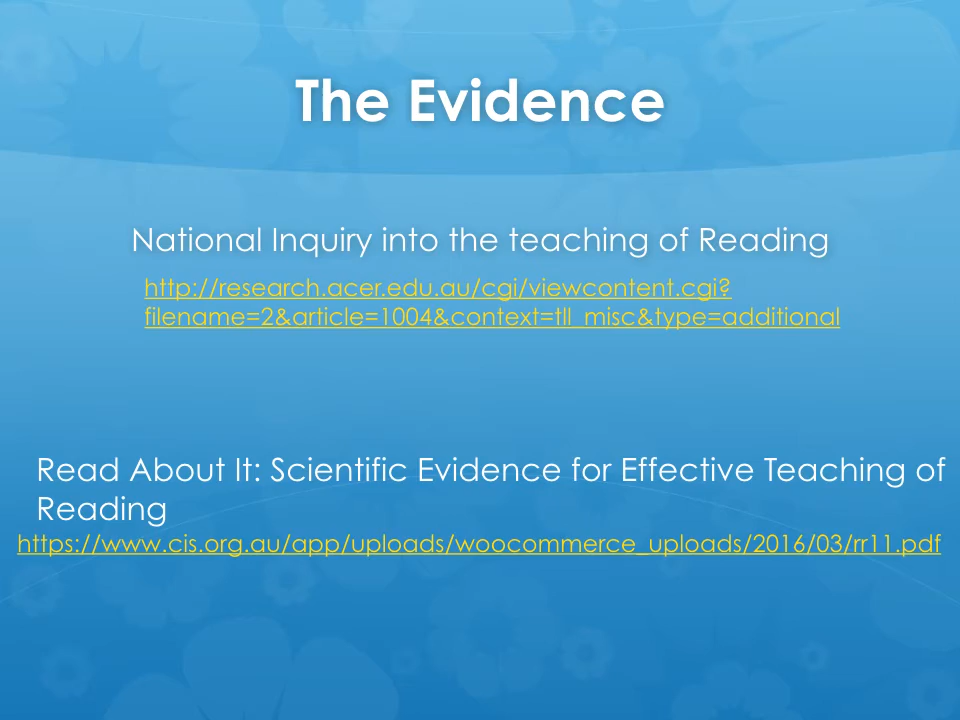 The Evidence
National Inquiry into the teaching of Reading
http://research.acer.edu.au/cgi/viewcontent.cgi?
filename=2&article=1004&context=tll_misc&type=additional
Read About It: Scientific Evidence for Effective Teaching of
Reading
https://www.cis.org.au/app/uploads/woocommerce_uploads/2016/03/rr11.pdf